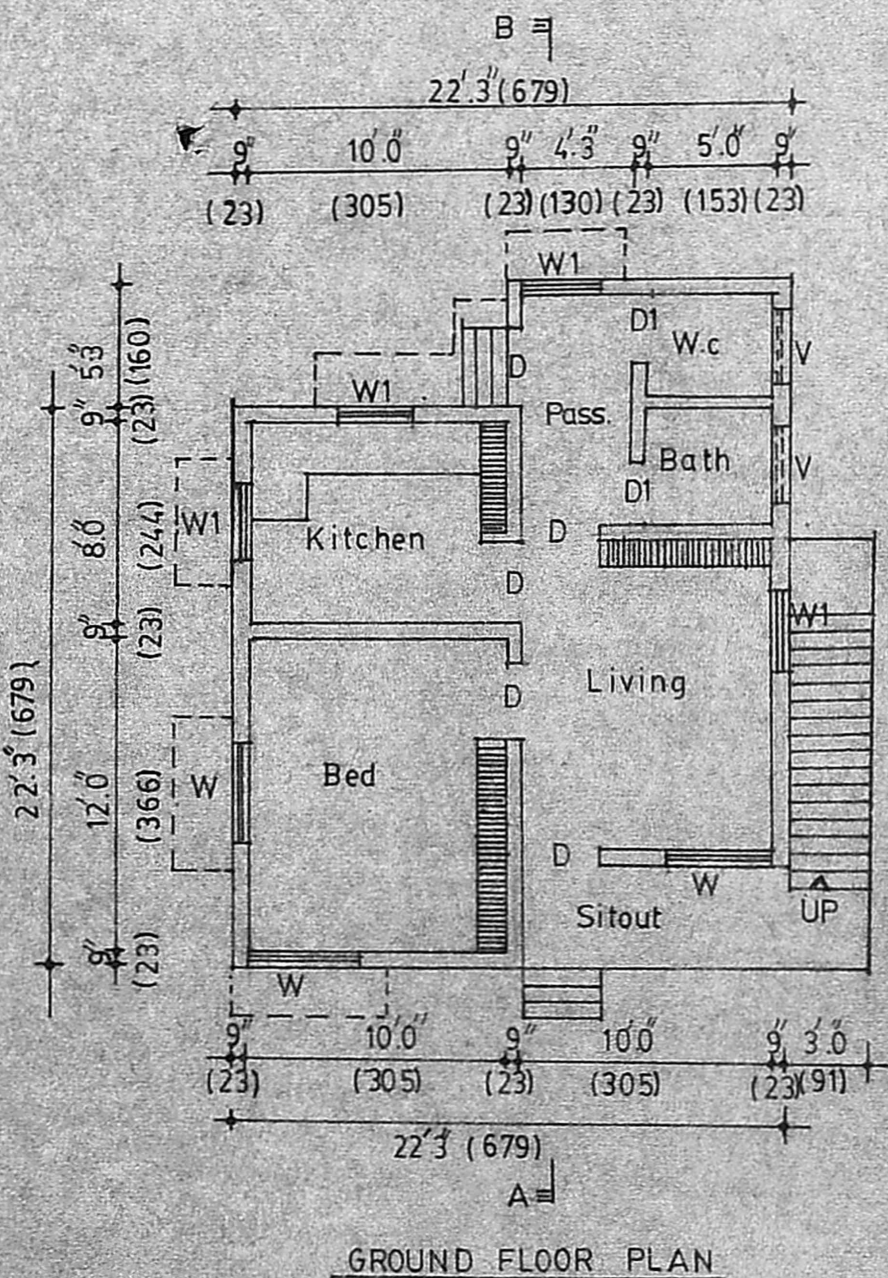 B
22'.3"(679)
9" 10'.0" 9" 4'.3" 9" 5'.0" 9"
(23) (305) (23) (130) (23) (153) (23)
W1
D1
W.c
V
D
W1
Pass.
Bath
V
D1
W1
Kitchen
D
D
W1
Living
D
W
Bed
D
W
UP
Sitout
W
5'.3" (160)
9" (23)
8'.0" (244)
9" (23)
12'.0" (366)
9" (23)
22'.3" (679)
9" 10'.0" 9" 10'.0" 9" 3'.0"
(23) (305) (23) (305) (23) (91)
22'.3" (679)
A
GROUND FLOOR PLAN